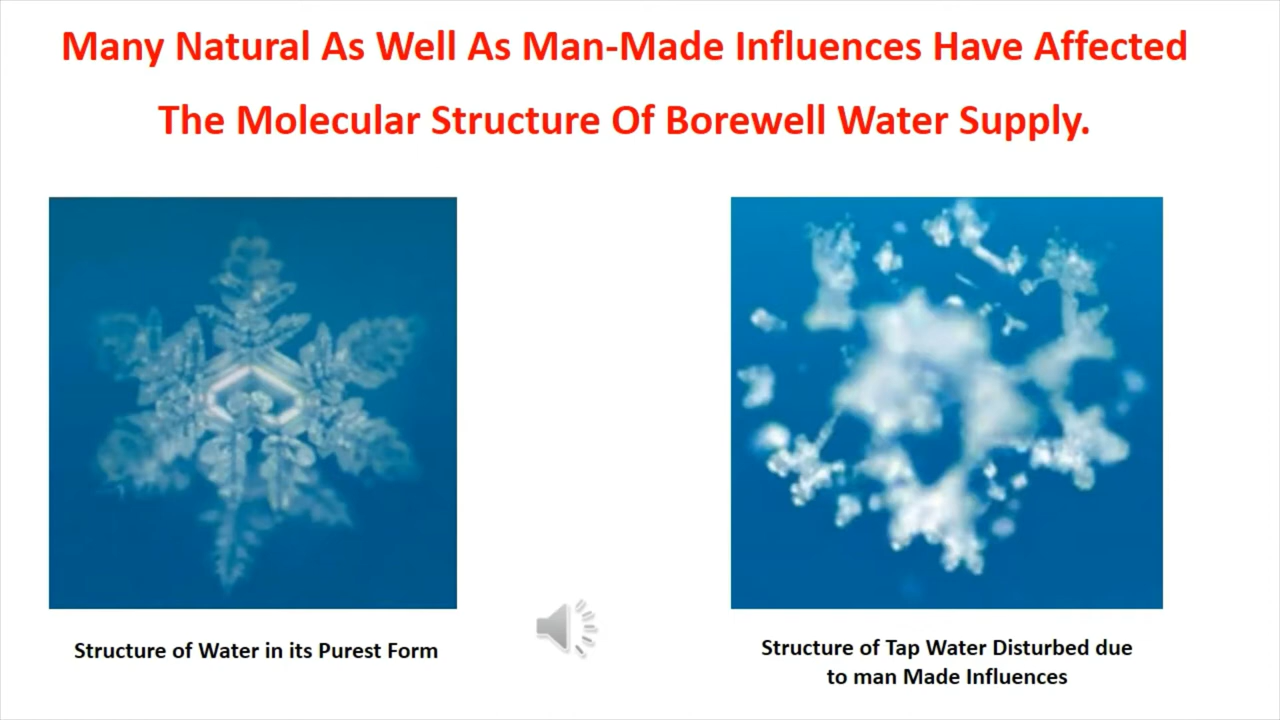 Many Natural As Well As Man-Made Influences Have Affected
The Molecular Structure Of Borewell Water Supply.
Structure of Water in its Purest Form
Structure of Tap Water Disturbed due
to man Made Influences